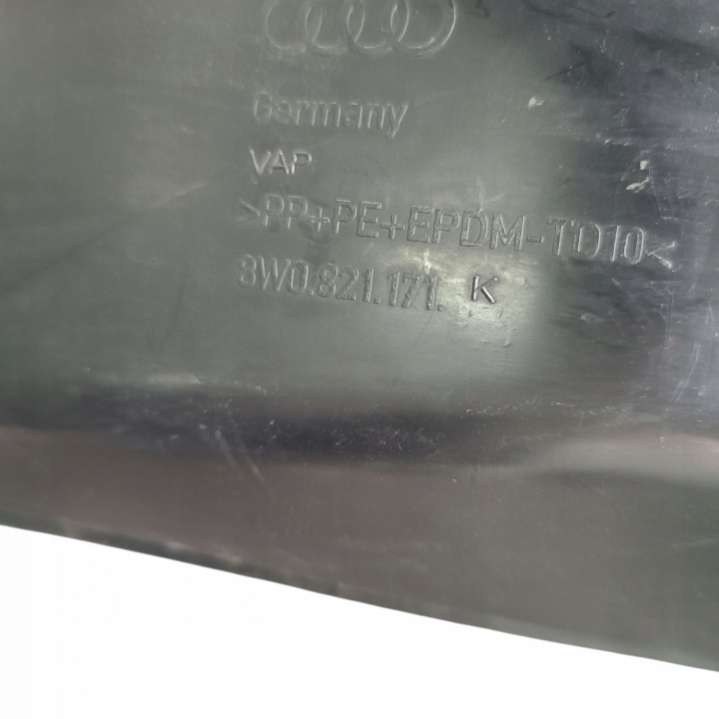 Germany
VAP
>PP+PE+EPDM-TD10<
8W0.821.171. K